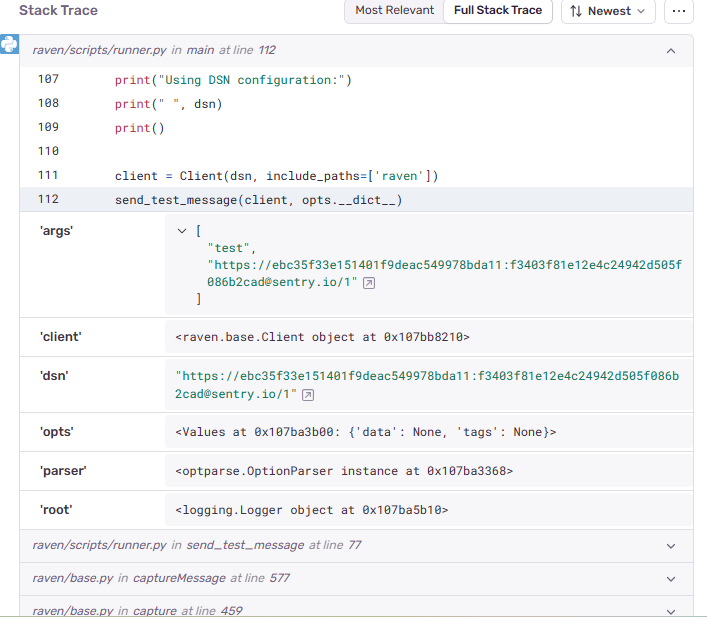 Stack Trace Most Relevant Full Stack Trace Newest
raven/scripts/runner.py in main at line 112
107 print("Using DSN configuration:")
108 print(" ", dsn)
109 print()
110
111 client = Client(dsn, include_paths=['raven'])
112 send_test_message(client, opts.__dict__)
'args' [
"test",
"https://ebc35f33e151401f9deac549978bda11:f3403f81e12e4c24942d505f
086b2cad@sentry.io/1"
]
'client' <raven.base.Client object at 0x107bb8210>
'dsn' "https://ebc35f33e151401f9deac549978bda11:f3403f81e12e4c24942d505f086b
2cad@sentry.io/1"
'opts' <Values at 0x107ba3b00: {'data': None, 'tags': None}>
'parser' <optparse.OptionParser instance at 0x107ba3368>
'root' <logging.Logger object at 0x107ba5b10>
raven/scripts/runner.py in send_test_message at line 77
raven/base.py in captureMessage at line 577
raven/base.py in capture at line 459